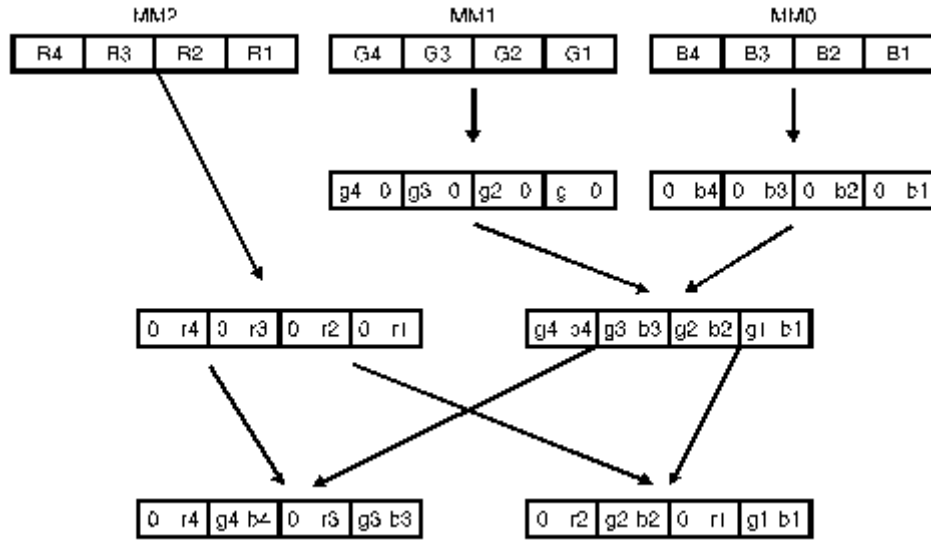 MM2 MM1 MM0
R4 R3 R2 R1 G4 G3 G2 G1 B4 B3 B2 B1
g4 0 g3 0 g2 0 g 0 0 b4 0 b3 0 b2 0 b1
0 r4 0 r3 0 r2 0 r1 g4 b4 g3 b3 g2 b2 g1 b1
0 r4 g4 b4 0 r3 g3 b3 0 r2 g2 b2 0 r1 g1 b1